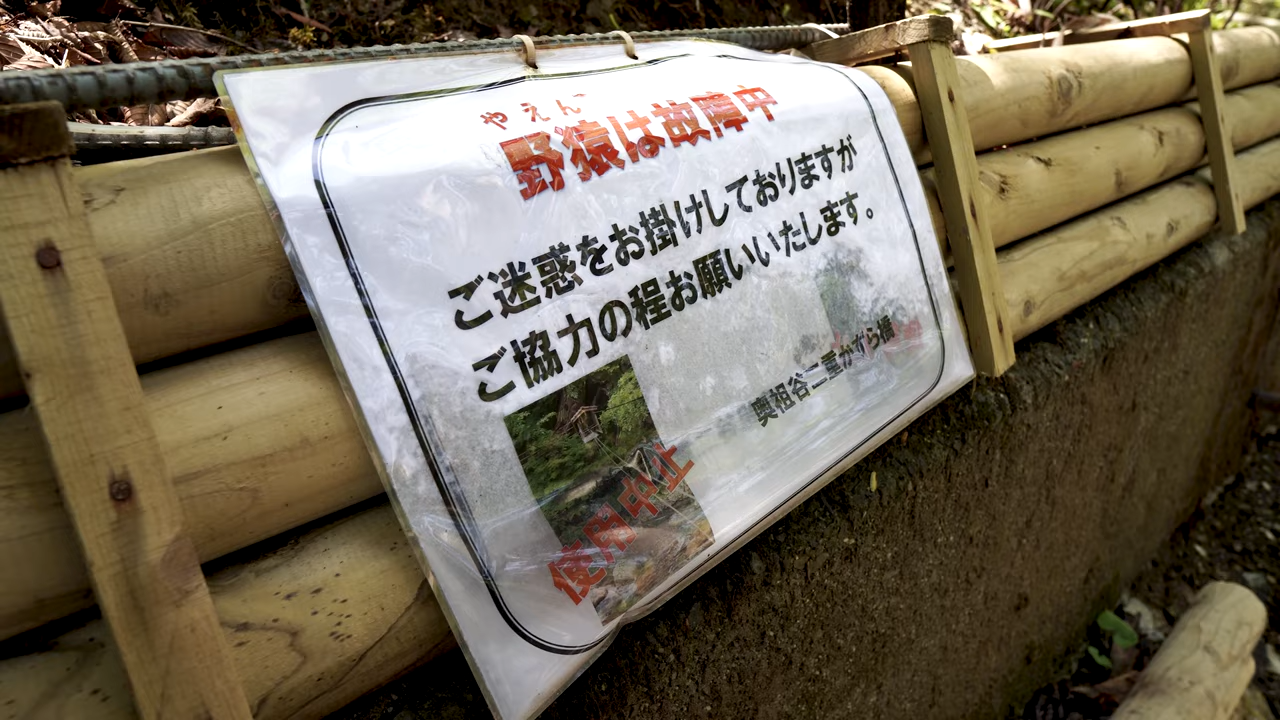 やえん
野猿は故障中
ご迷惑をお掛けしておりますが
ご協力の程お願いいたします。
奥祖谷二重かずら橋
使用中止